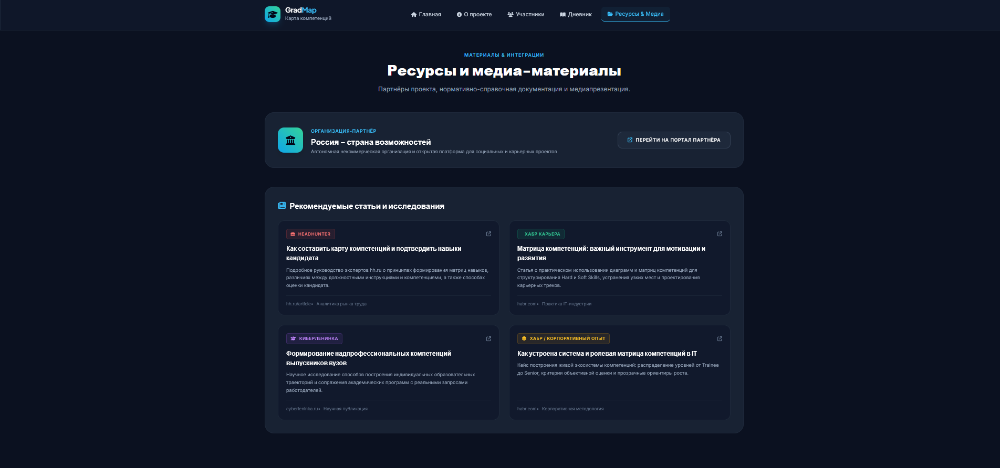 GradMap
Карта компетенций
Главная
О проекте
Участники
Дневник
Ресурсы & Медиа
МАТЕРИАЛЫ & ИНТЕГРАЦИИ
Ресурсы и медиа-материалы
Партнёры проекта, нормативно-справочная документация и медиапрезентация.
ОРГАНИЗАЦИЯ-ПАРТНЁР
Россия – страна возможностей
Автономная некоммерческая организация и открытая платформа для социальных и карьерных проектов
ПЕРЕЙТИ НА ПОРТАЛ ПАРТНЁРА
Рекомендуемые статьи и исследования
HEADHUNTER
Как составить карту компетенций и подтвердить навыки
кандидата
Подробное руководство экспертов hh.ru о принципах формирования матриц навыков,
различиях между должностными инструкциями и компетенциями, а также способах
оценки кандидата.
hh.ru/article• Аналитика рынка труда
ХАБР КАРЬЕРА
Матрица компетенций: важный инструмент для мотивации и
развития
Статья о практическом использовании диаграмм и матриц компетенций для
структурирования Hard и Soft Skills, устранения узких мест и проектирования
карьерных треков.
habr.com• Практика IT-индустрии
КИБЕРЛЕНИНКА
Формирование надпрофессиональных компетенций
выпускников вузов
Научное исследование способов построения индивидуальных образовательных
траекторий и сопряжения академических программ с реальными запросами
работодателей.
cyberleninka.ru• Научная публикация
ХАБР / КОРПОРАТИВНЫЙ ОПЫТ
Как устроена система и ролевая матрица компетенций в IT
Кейс построения живой экосистемы компетенций: распределение уровней от Trainee
до Senior, критерии объективной оценки и прозрачные ориентиры роста.
habr.com• Корпоративная методология